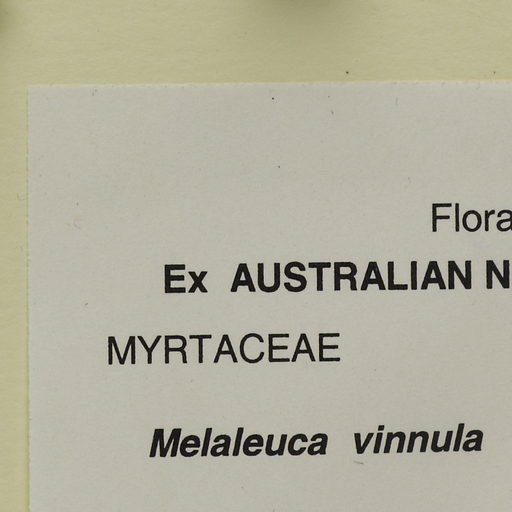 Flora
Ex AUSTRALIAN N
MYRTACEAE
Melaleuca vinnula